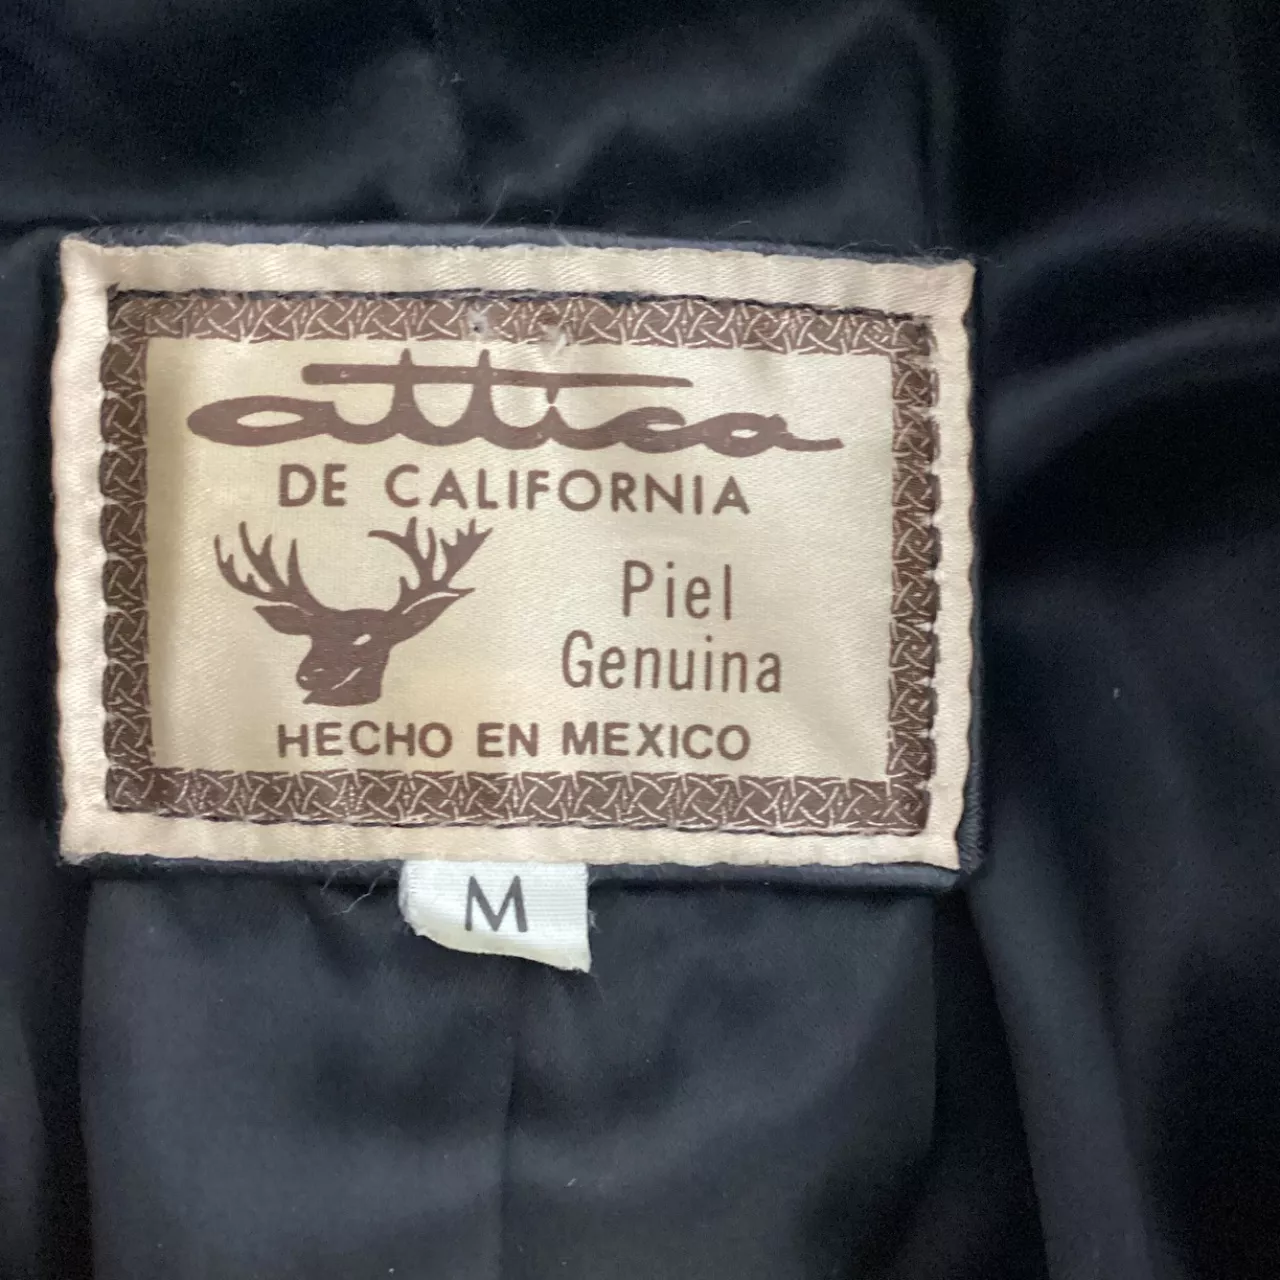 attica
DE CALIFORNIA
Piel
Genuina
HECHO EN MEXICO
M